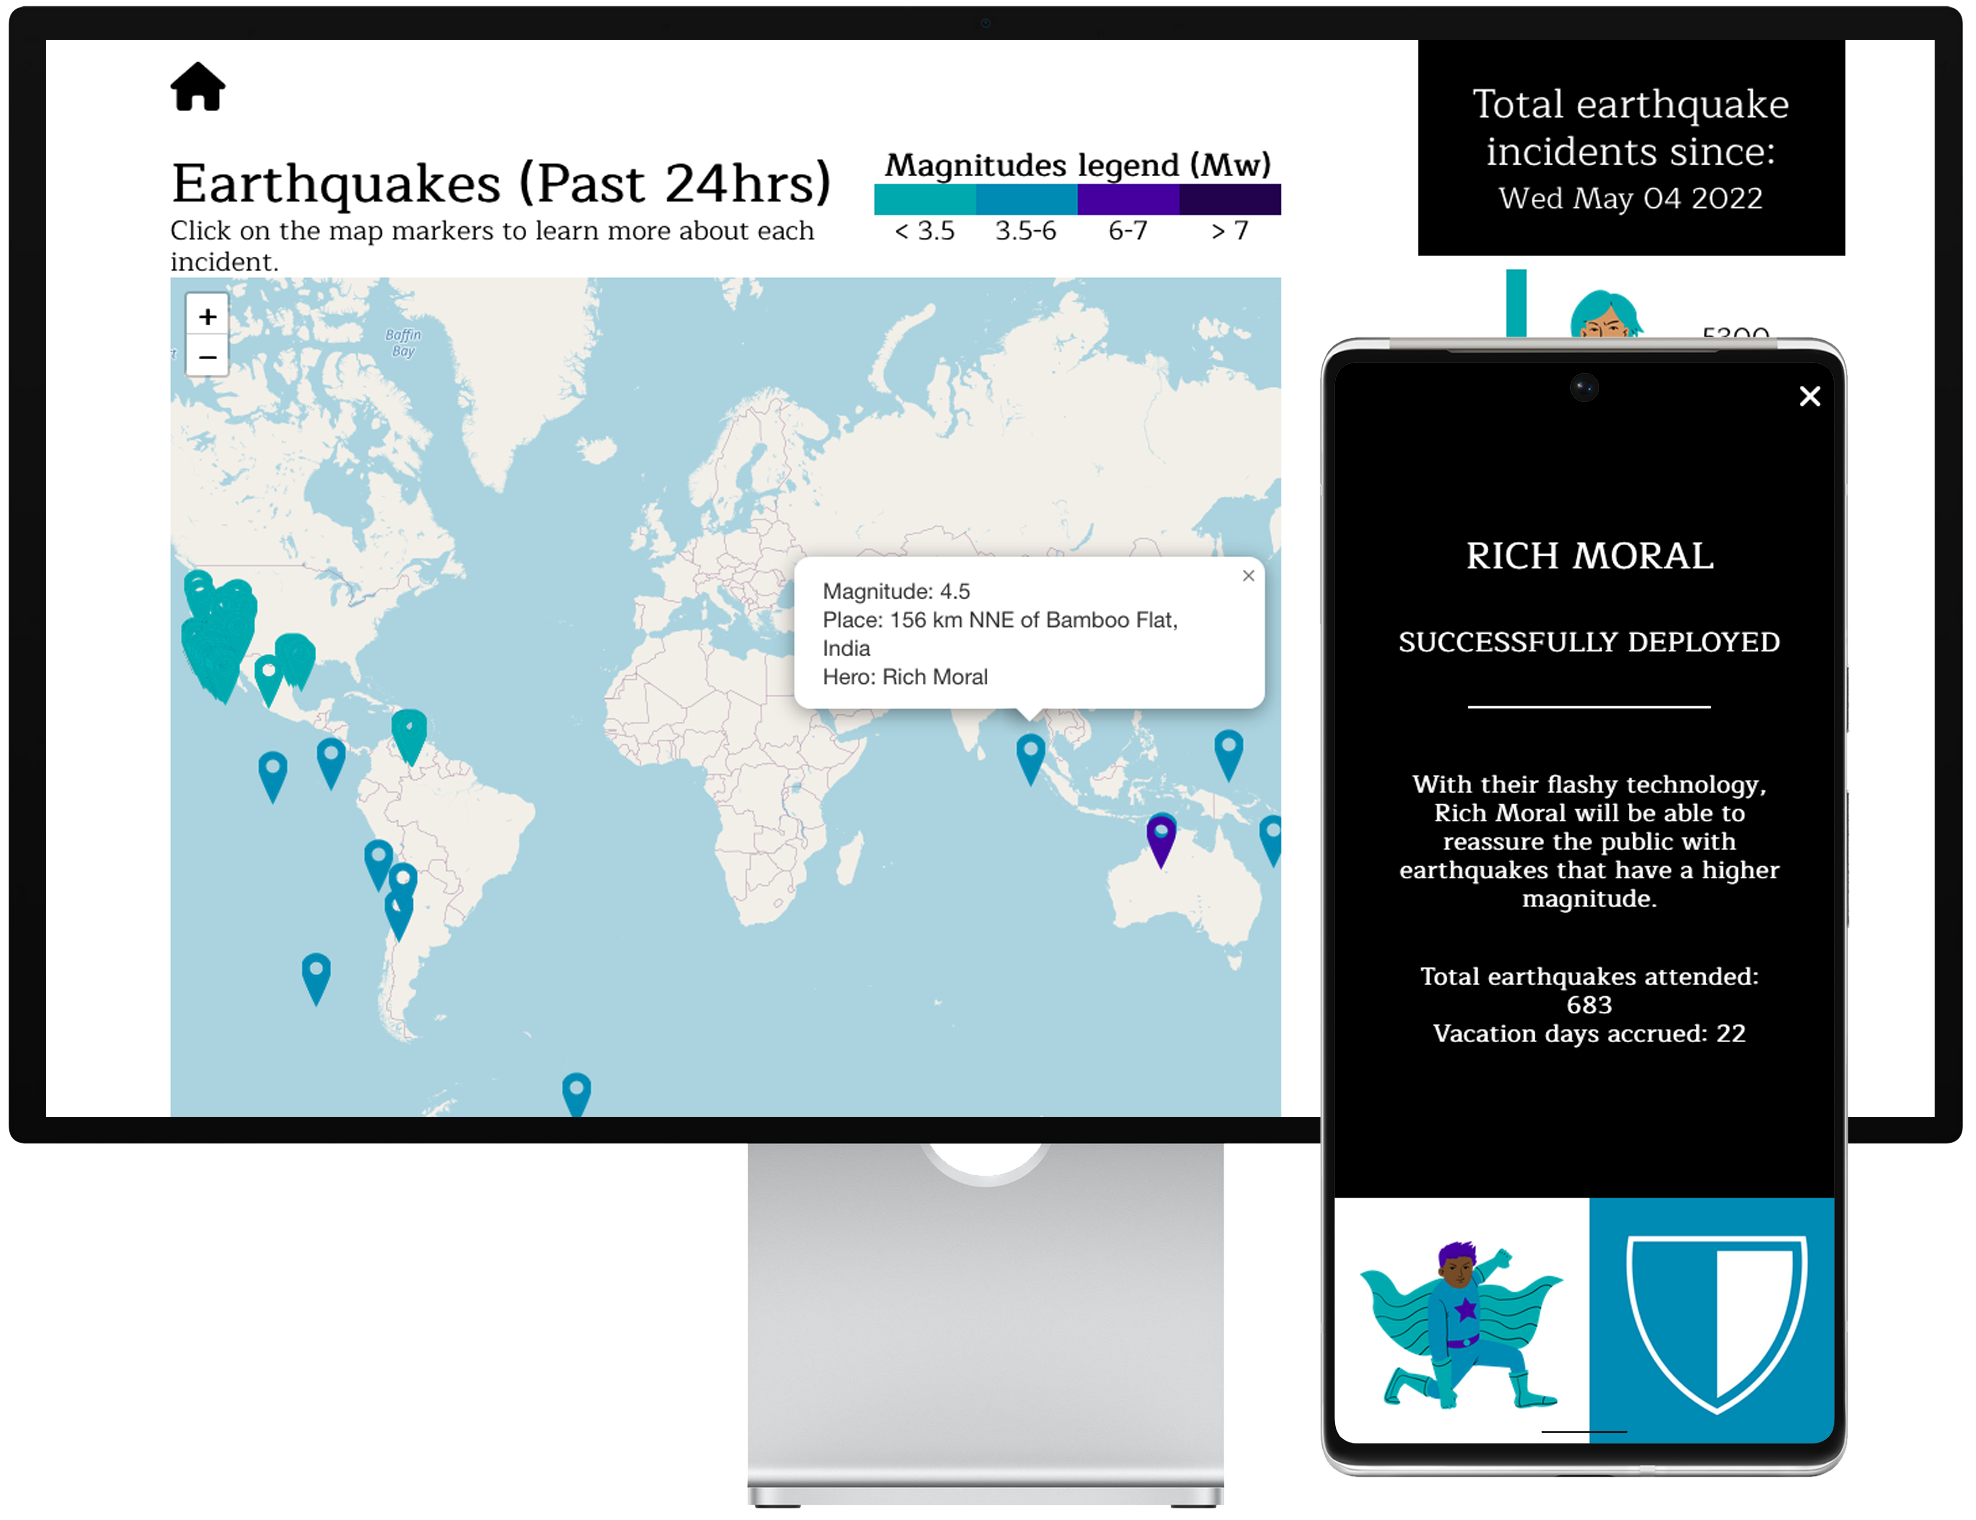 Earthquakes (Past 24hrs)
Click on the map markers to learn more about each
incident.
Magnitudes legend (Mw)
< 3.5 3.5-6 6-7 > 7
+
−
Baffin
Bay
Magnitude: 4.5
Place: 156 km NNE of Bamboo Flat,
India
Hero: Rich Moral
×
Total earthquake
incidents since:
Wed May 04 2022
5300
RICH MORAL
SUCCESSFULLY DEPLOYED
With their flashy technology,
Rich Moral will be able to
reassure the public with
earthquakes that have a higher
magnitude.
Total earthquakes attended:
683
Vacation days accrued: 22